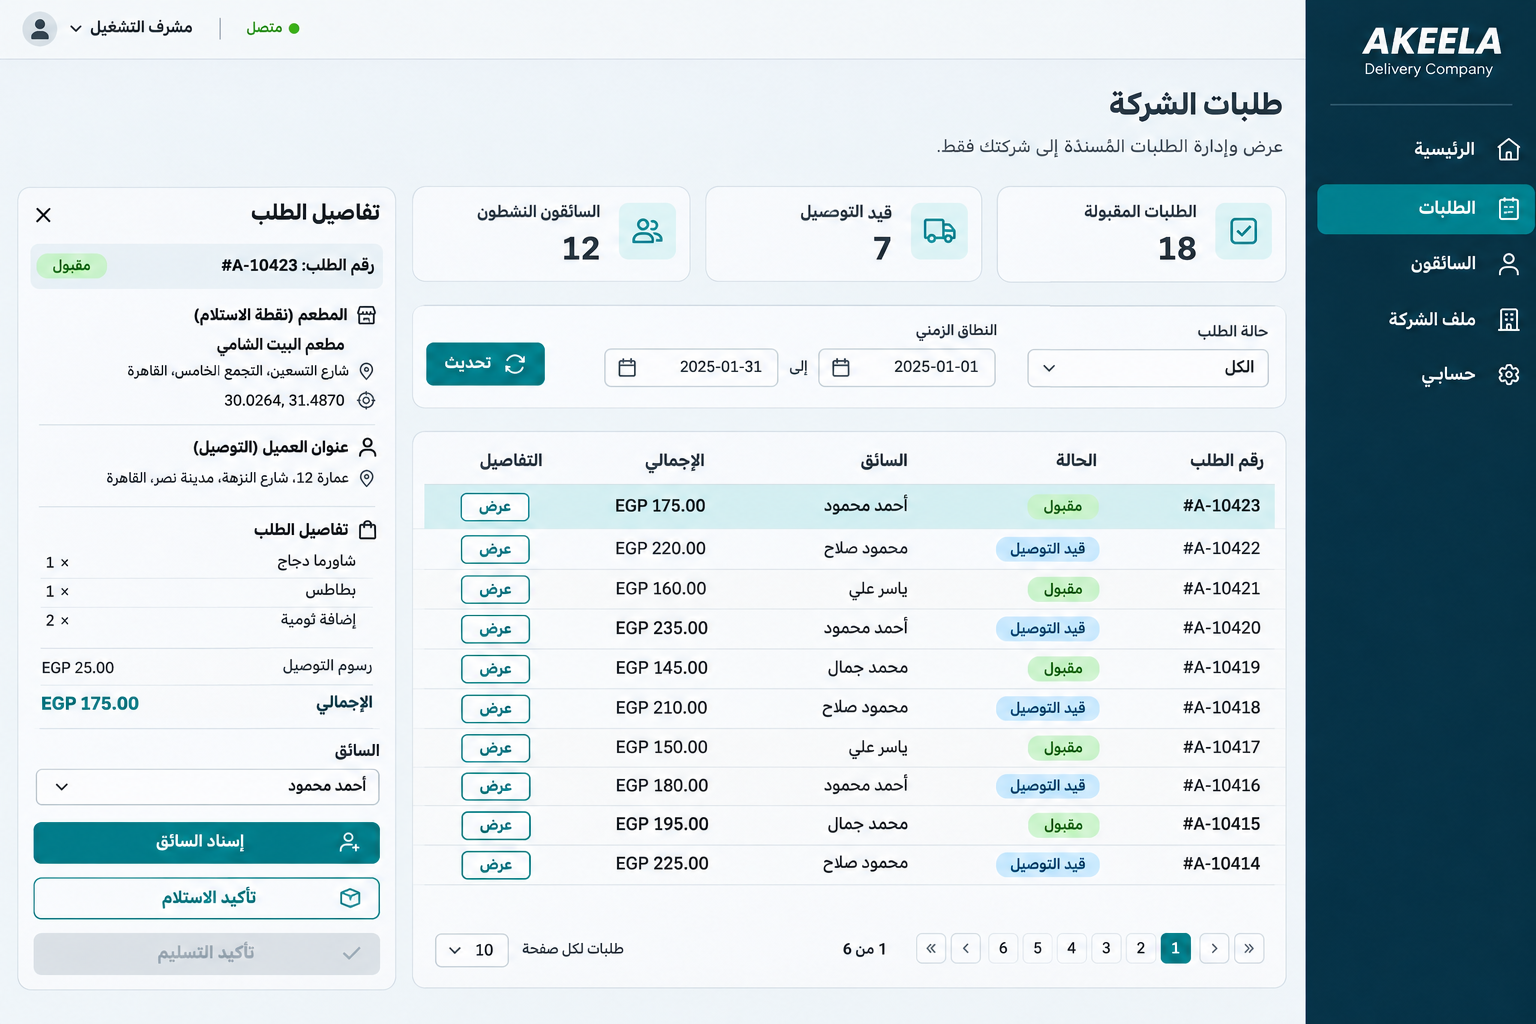 AKEELA
Delivery Company
الرئيسية
الطلبات
السائقون
ملف الشركة
حسابي
متصل
مشرف التشغيل
طلبات الشركة
عرض وإدارة الطلبات المُسندَة إلى شركتك فقط.
الطلبات المقبولة
18
قيد التوصيل
7
السائقون النشطون
12
حالة الطلب
الكل
النطاق الزمني
2025-01-01 إلى 2025-01-31
تحديث
رقم الطلب الحالة السائق الإجمالي التفاصيل
#A-10423 مقبول أحمد محمود EGP 175.00 عرض
#A-10422 قيد التوصيل محمود صلاح EGP 220.00 عرض
#A-10421 مقبول ياسر علي EGP 160.00 عرض
#A-10420 قيد التوصيل أحمد محمود EGP 235.00 عرض
#A-10419 مقبول محمد جمال EGP 145.00 عرض
#A-10418 قيد التوصيل محمود صلاح EGP 210.00 عرض
#A-10417 مقبول ياسر علي EGP 150.00 عرض
#A-10416 قيد التوصيل أحمد محمود EGP 180.00 عرض
#A-10415 مقبول محمد جمال EGP 195.00 عرض
#A-10414 قيد التوصيل محمود صلاح EGP 225.00 عرض
» › 1 2 3 4 5 6 ‹ «
1 من 6
طلبات لكل صفحة 10
تفاصيل الطلب
رقم الطلب: #A-10423 مقبول
المطعم (نقطة الاستلام)
مطعم البيت الشامي
شارع التسعين، التجمع الخامس، القاهرة
30.0264, 31.4870
عنوان العميل (التوصيل)
عمارة 12، شارع النزهة، مدينة نصر، القاهرة
تفاصيل الطلب
شاورما دجاج 1 ×
بطاطس 1 ×
إضافة ثومية 2 ×
رسوم التوصيل EGP 25.00
الإجمالي EGP 175.00
السائق
أحمد محمود
إسناد السائق
تأكيد الاستلام
تأكيد التسليم